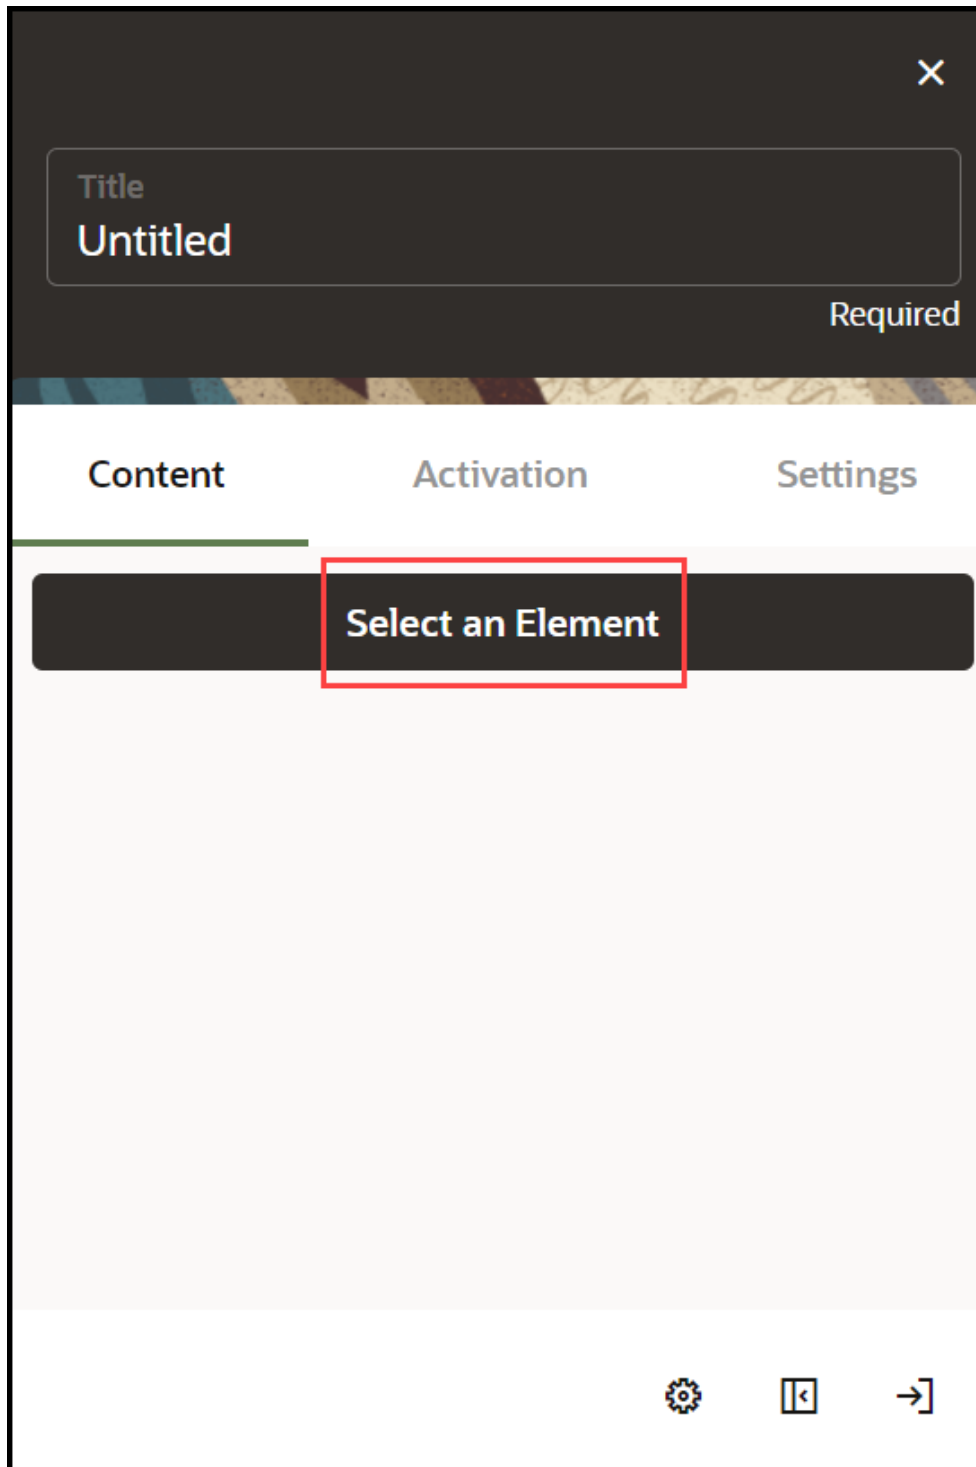 Title
Untitled
Required
Content Activation Settings
Select an Element